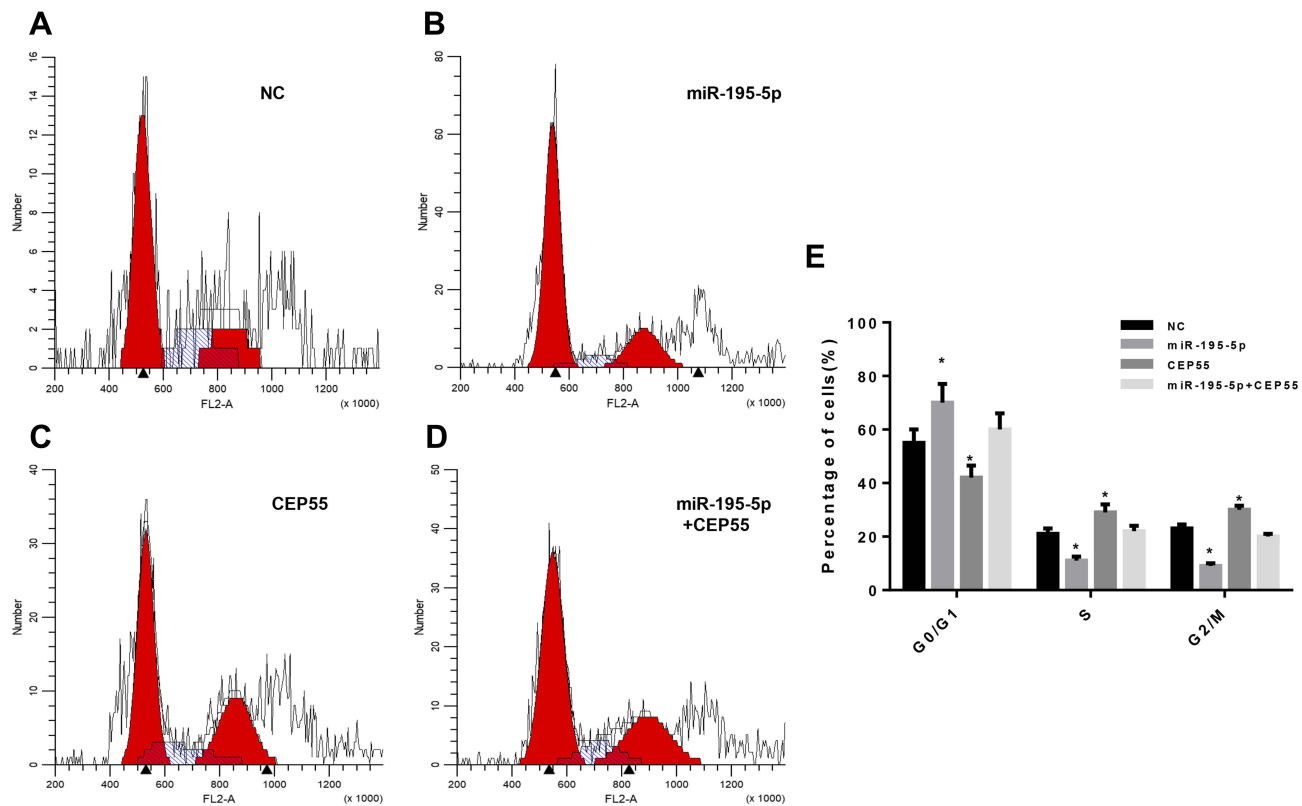 A
NC
Number
16
14
12
10
8
6
4
2
0
200 400 600 800 1000 1200
FL2-A
(x 1000)
B
miR-195-5p
Number
80
60
40
20
0
200 400 600 800 1000 1200
FL2-A
(x 1000)
C
CEP55
Number
40
30
20
10
0
200 400 600 800 1000 1200
FL2-A
(x 1000)
D
miR-195-5p
+CEP55
Number
50
40
30
20
10
0
200 400 600 800 1000 1200
FL2-A
(x 1000)
E
Percentage of cells(%)
100
80
60
40
20
0
* * * * * *
G0/G1 S G2/M
NC
miR-195-5p
CEP55
miR-195-5p+CEP55